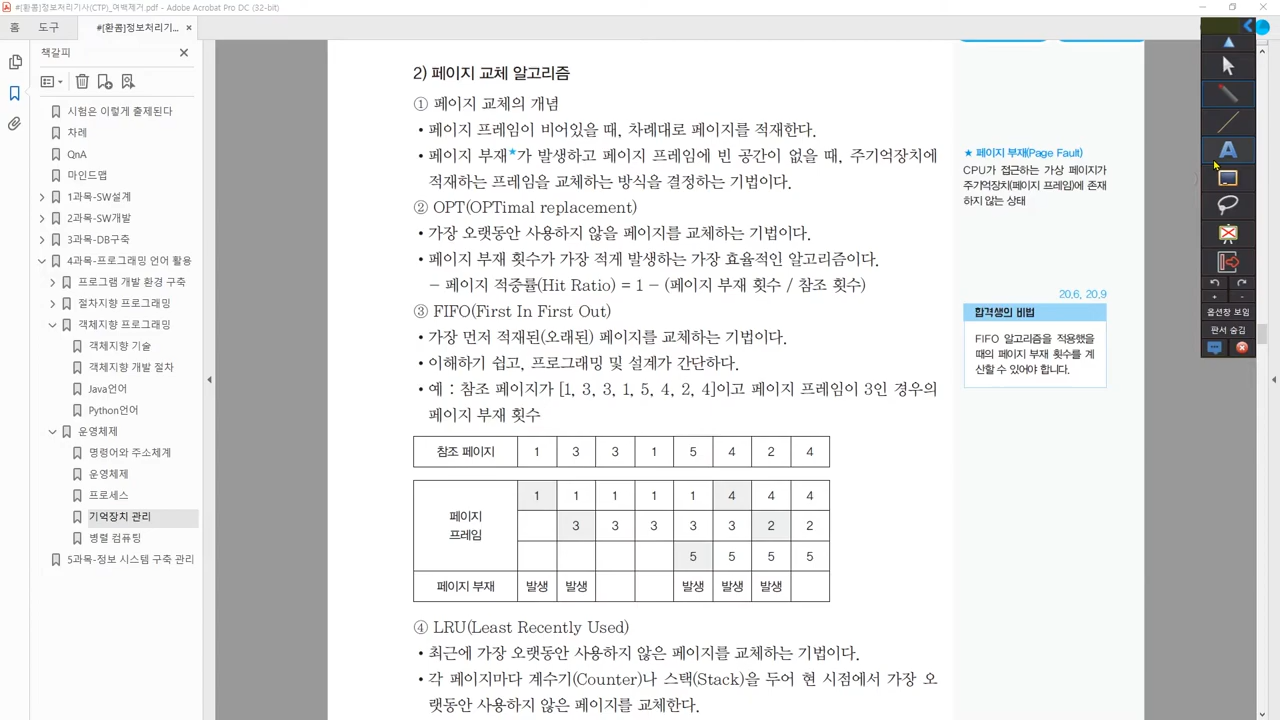 #[환콤]정보처리기사(CTP)_여백제거.pdf - Adobe Acrobat Pro DC (32-bit)
홈
도구
#[환콤]정보처리기...
책갈피
시험은 이렇게 출제된다
차례
QnA
마인드맵
1과목-SW설계
2과목-SW개발
3과목-DB구축
4과목-프로그래밍 언어 활용
프로그램 개발 환경 구축
절차지향 프로그래밍
객체지향 프로그래밍
객체지향 기술
객체지향 개발 절차
Java언어
Python언어
운영체제
명령어와 주소체계
운영체제
프로세스
기억장치 관리
병렬 컴퓨팅
5과목-정보 시스템 구축 관리
2) 페이지 교체 알고리즘
① 페이지 교체의 개념
• 페이지 프레임이 비어있을 때, 차례대로 페이지를 적재한다.
• 페이지 부재★가 발생하고 페이지 프레임에 빈 공간이 없을 때, 주기억장치에
적재하는 프레임을 교체하는 방식을 결정하는 기법이다.
② OPT(OPTimal replacement)
• 가장 오랫동안 사용하지 않을 페이지를 교체하는 기법이다.
• 페이지 부재 횟수가 가장 적게 발생하는 가장 효율적인 알고리즘이다.
– 페이지 적중률(Hit Ratio) = 1 – (페이지 부재 횟수 / 참조 횟수)
③ FIFO(First In First Out)
• 가장 먼저 적재된(오래된) 페이지를 교체하는 기법이다.
• 이해하기 쉽고, 프로그래밍 및 설계가 간단하다.
• 예 : 참조 페이지가 [1, 3, 3, 1, 5, 4, 2, 4]이고 페이지 프레임이 3인 경우의
페이지 부재 횟수
참조 페이지 1 3 3 1 5 4 2 4
1 1 1 1 1 4 4 4
페이지
프레임
3 3 3 3 3 2 2
5 5 5 5
페이지 부재 발생 발생 발생 발생 발생
④ LRU(Least Recently Used)
• 최근에 가장 오랫동안 사용하지 않은 페이지를 교체하는 기법이다.
• 각 페이지마다 계수기(Counter)나 스택(Stack)을 두어 현 시점에서 가장 오
랫동안 사용하지 않은 페이지를 교체한다.
★ 페이지 부재(Page Fault)
CPU가 접근하는 가상 페이지가
주기억장치(페이지 프레임)에 존재
하지 않는 상태
20.6, 20.9
합격생의 비법
FIFO 알고리즘을 적용했을
때의 페이지 부재 횟수를 계
산할 수 있어야 합니다.
A
옵션창 보임
판서 숨김